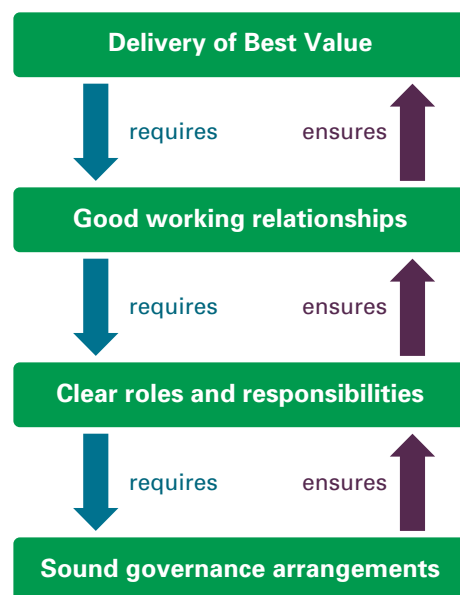 Delivery of Best Value
requires ensures
Good working relationships
requires ensures
Clear roles and responsibilities
requires ensures
Sound governance arrangements